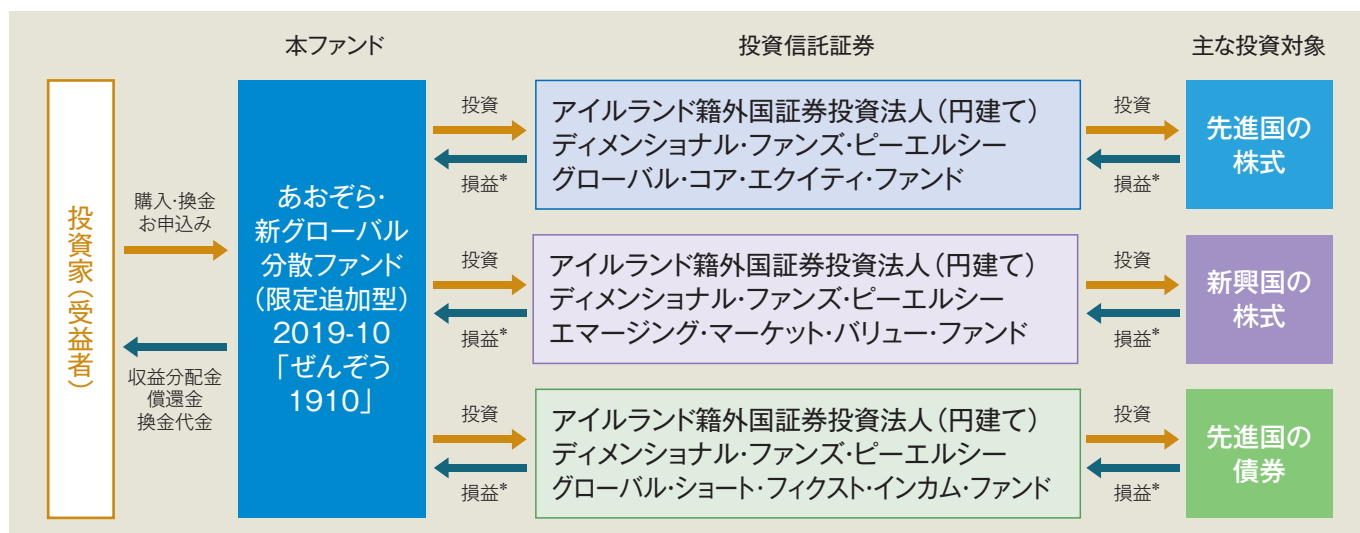 本ファンド
投資信託証券
主な投資対象
投資家（受益者）
購入・換金
お申込み
収益分配金
償還金
換金代金
あおぞら・
新グローバル
分散ファンド
（限定追加型）
2019-10
「ぜんぞう
1910」
投資
損益*
アイルランド籍外国証券投資法人（円建て）
ディメンショナル・ファンズ・ピーエルシー
グローバル・コア・エクイティ・ファンド
投資
損益*
先進国の
株式
投資
損益*
アイルランド籍外国証券投資法人（円建て）
ディメンショナル・ファンズ・ピーエルシー
エマージング・マーケット・バリュー・ファンド
投資
損益*
新興国の
株式
投資
損益*
アイルランド籍外国証券投資法人（円建て）
ディメンショナル・ファンズ・ピーエルシー
グローバル・ショート・フィクスト・インカム・ファンド
投資
損益*
先進国の
債券